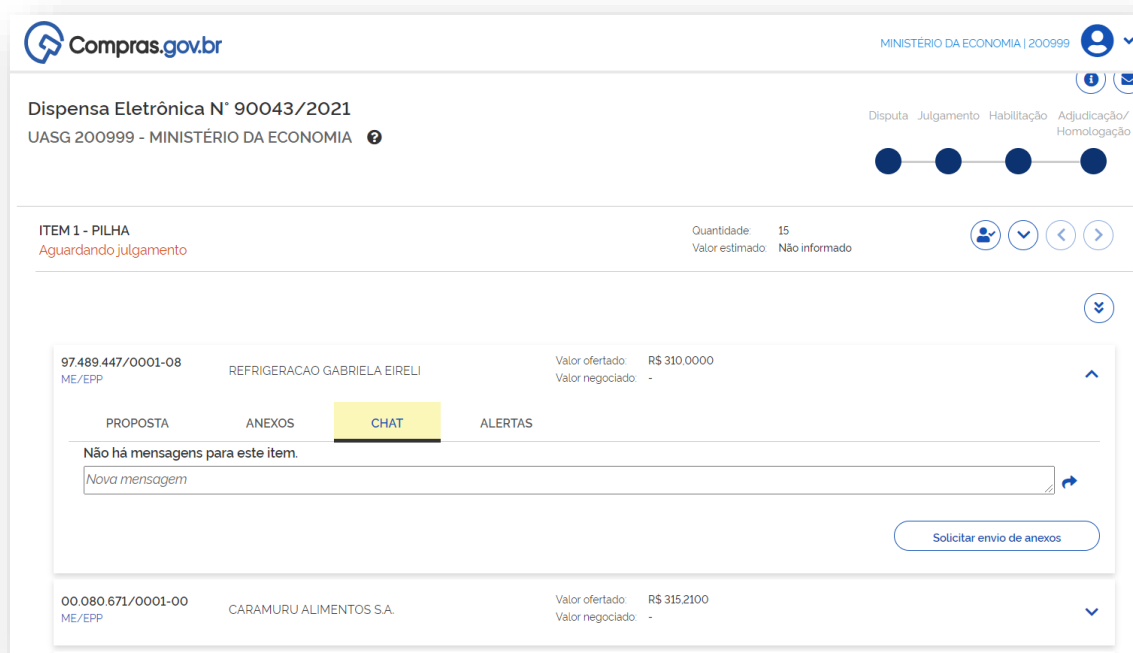 Compras.gov.br
MINISTÉRIO DA ECONOMIA | 200999
Dispensa Eletrônica N° 90043/2021
UASG 200999 - MINISTÉRIO DA ECONOMIA
Disputa Julgamento Habilitação Adjudicação/
Homologação
ITEM 1 - PILHA
Aguardando julgamento
Quantidade: 15
Valor estimado: Não informado
97.489.447/0001-08
ME/EPP
REFRIGERACAO GABRIELA EIRELI
Valor ofertado: R$ 310,0000
Valor negociado: -
PROPOSTA ANEXOS CHAT ALERTAS
Não há mensagens para este item.
Nova mensagem
Solicitar envio de anexos
00.080.671/0001-00
ME/EPP
CARAMURU ALIMENTOS S.A.
Valor ofertado: R$ 315,2100
Valor negociado: -